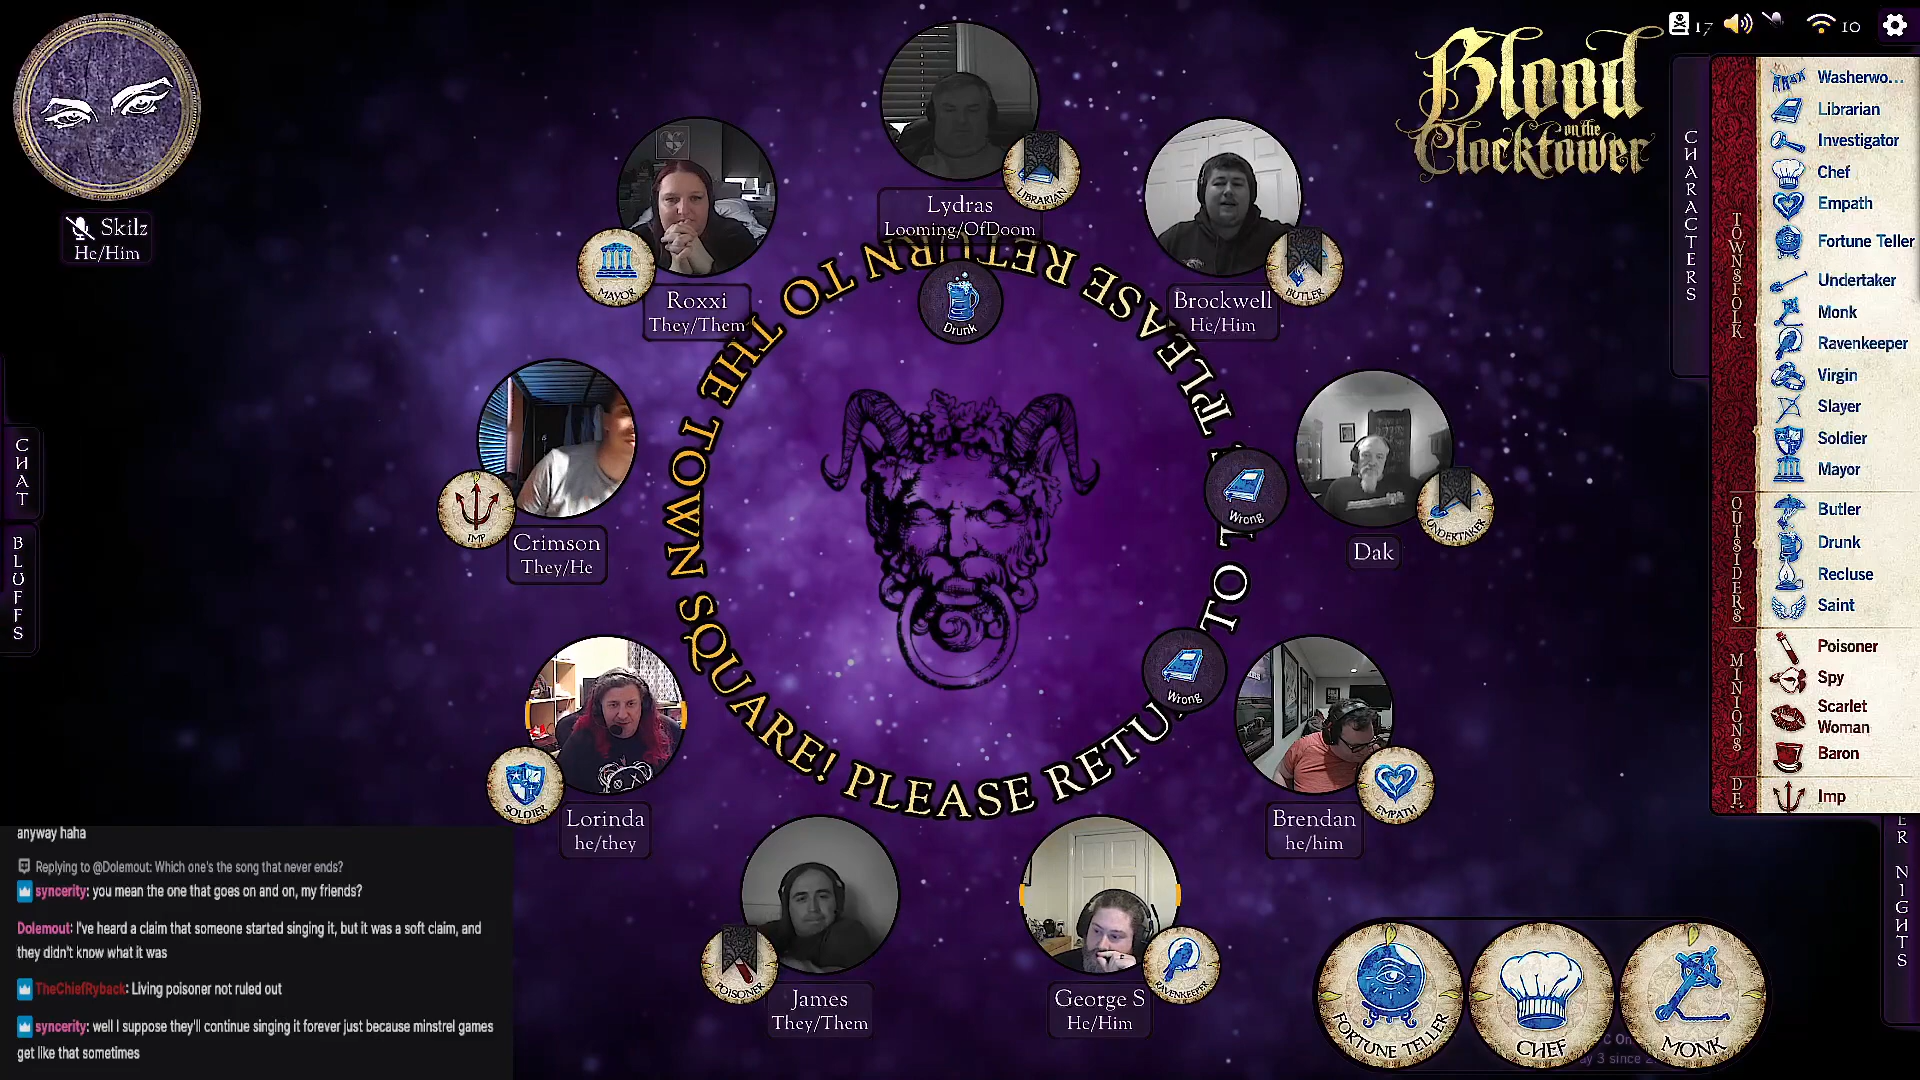 Skilz
He/Him
Blood
on the
Clocktower
17
10
Lydras
Looming/OfDoom
LIBRARIAN
Drunk
Roxxi
They/Them
MAYOR
Brockwell
He/Him
BUTLER
Crimson
They/He
IMP
Dak
UNDERTAKER
Wrong
Wrong
Lorinda
he/they
SOLDIER
Brendan
he/him
EMPATH
James
They/Them
POISONER
George S
He/Him
RAVENKEEPER
PLEASE RETURN TO THE TOWN SQUARE! PLEASE RETU
TO
CHAT
BLUFFS
CHARACTERS
TOWNSFOLK
Washerwo...
Librarian
Investigator
Chef
Empath
Fortune Teller
Undertaker
Monk
Ravenkeeper
Virgin
Slayer
Soldier
Mayor
OUTSIDERS
Butler
Drunk
Recluse
Saint
MINIONS
Poisoner
Spy
Scarlet
Woman
Baron
DE.
Imp
ER NIGHTS
FORTUNE TELLER
CHEF
MONK
anyway haha
Replying to @Dolemout: Which one's the song that never ends?
syncerity: you mean the one that goes on and on, my friends?
Dolemout: I've heard a claim that someone started singing it, but it was a soft claim, and
they didn't know what it was
TheChiefRyback: Living poisoner not ruled out
syncerity: well I suppose they'll continue singing it forever just because minstrel games
get like that sometimes